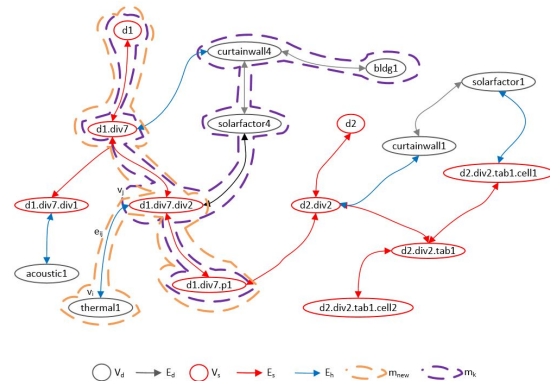 d1
curtainwall4
bldg1
solarfactor1
d1.div7
solarfactor4
d2
curtainwall1
d2.div2.tab1.cell1
vj
d1.div7.div1
d1.div7.div2
d2.div2
eij
d2.div2.tab1
acoustic1
vi
d1.div7.p1
thermal1
d2.div2.tab1.cell2
Vd Ed Vs Es Eh mnew mk